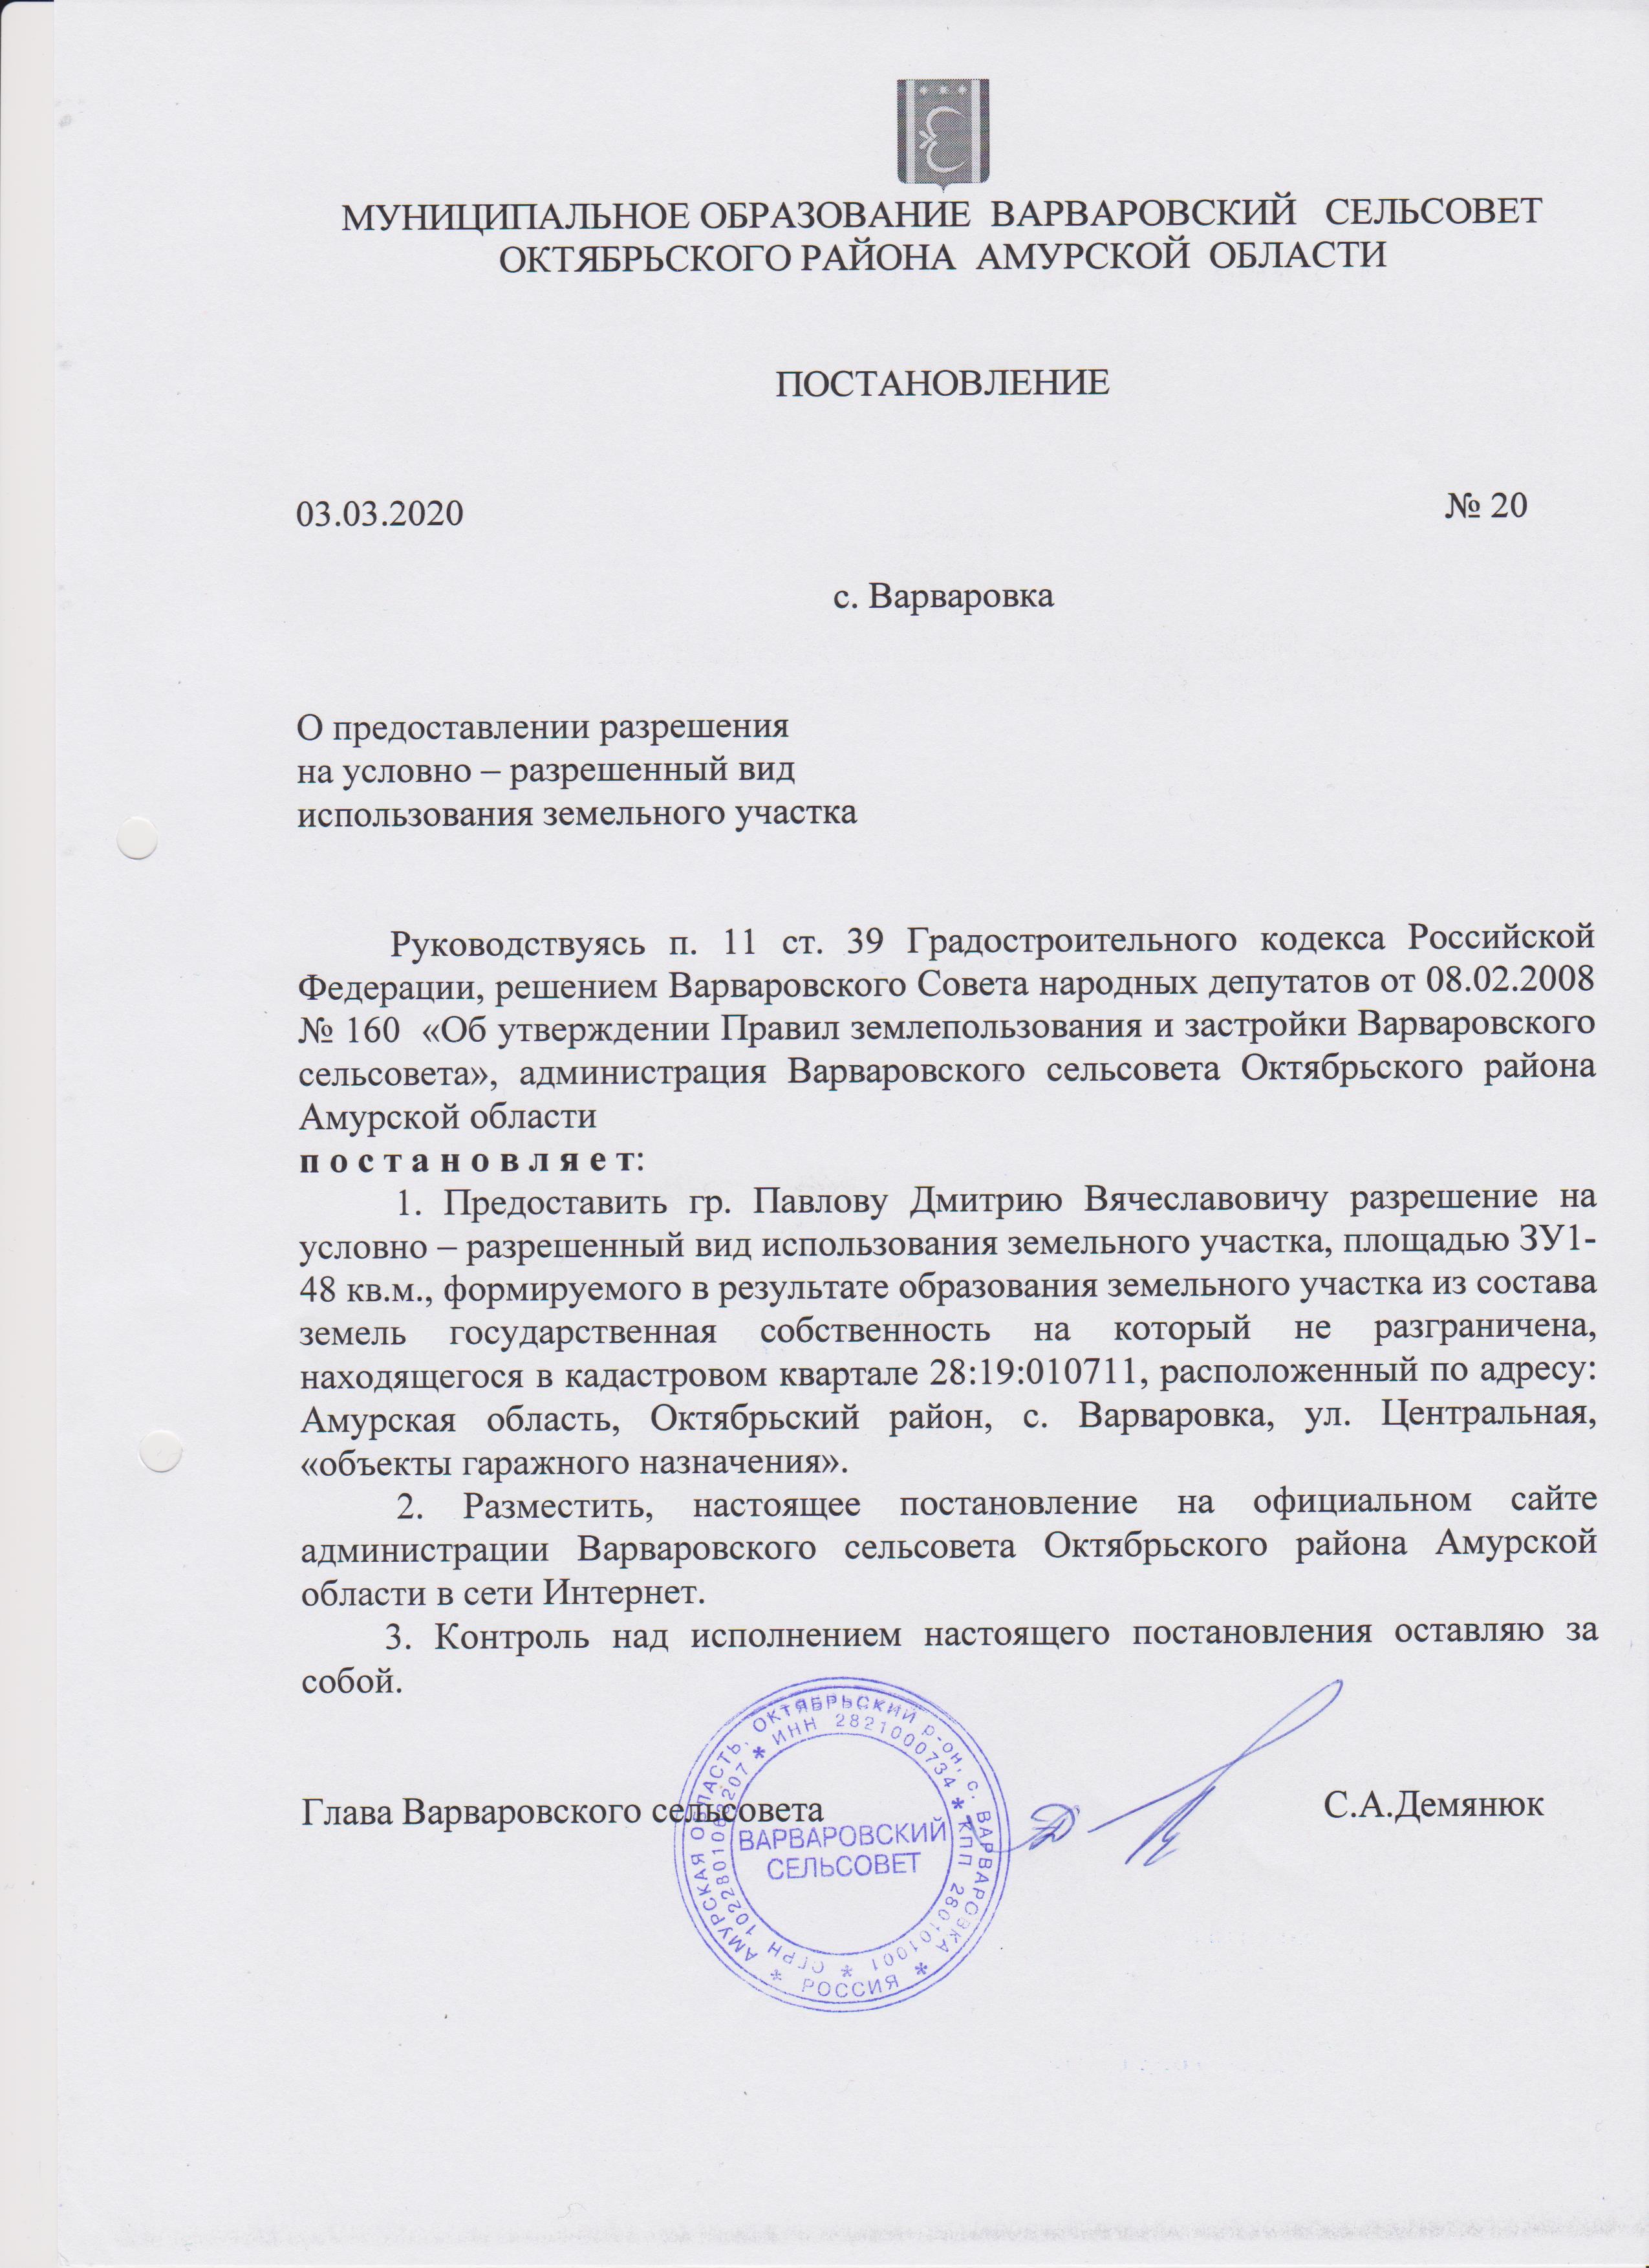 МУНИЦИПАЛЬНОЕ ОБРАЗОВАНИЕ ВАРВАРОВСКИЙ СЕЛЬСОВЕТ
ОКТЯБРЬСКОГО РАЙОНА АМУРСКОЙ ОБЛАСТИ
ПОСТАНОВЛЕНИЕ
03.03.2020 № 20
с. Варваровка
О предоставлении разрешения
на условно – разрешенный вид
использования земельного участка
Руководствуясь п. 11 ст. 39 Градостроительного кодекса Российской
Федерации, решением Варваровского Совета народных депутатов от 08.02.2008
№ 160 «Об утверждении Правил землепользования и застройки Варваровского
сельсовета», администрация Варваровского сельсовета Октябрьского района
Амурской области
п о с т а н о в л я е т:
1. Предоставить гр. Павлову Дмитрию Вячеславовичу разрешение на
условно – разрешенный вид использования земельного участка, площадью ЗУ1-
48 кв.м., формируемого в результате образования земельного участка из состава
земель государственная собственность на который не разграничена,
находящегося в кадастровом квартале 28:19:010711, расположенный по адресу:
Амурская область, Октябрьский район, с. Варваровка, ул. Центральная,
«объекты гаражного назначения».
2. Разместить, настоящее постановление на официальном сайте
администрации Варваровского сельсовета Октябрьского района Амурской
области в сети Интернет.
3. Контроль над исполнением настоящего постановления оставляю за
собой.
Глава Варваровского сельсовета С.А.Демянюк
АМУРСКАЯ ОБЛАСТЬ, ОКТЯБРЬСКИЙ р-он, с. ВАРВАРОВКА * РОССИЯ *
* ИНН 2821000734 * КПП 280101001 *
ВАРВАРОВСКИЙ
СЕЛЬСОВЕТ